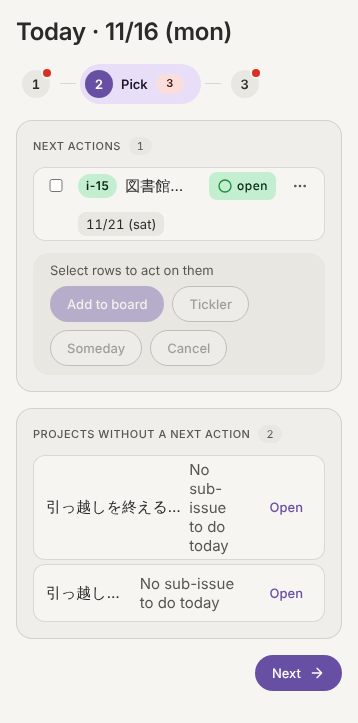 Today · 11/16 (mon)
1 2 Pick 3 3
NEXT ACTIONS 1
i-15 図書館... open ...
11/21 (sat)
Select rows to act on them
Add to board Tickler
Someday Cancel
PROJECTS WITHOUT A NEXT ACTION 2
引っ越しを終える... No sub-issue to do today Open
引っ越し... No sub-issue to do today Open
Next →